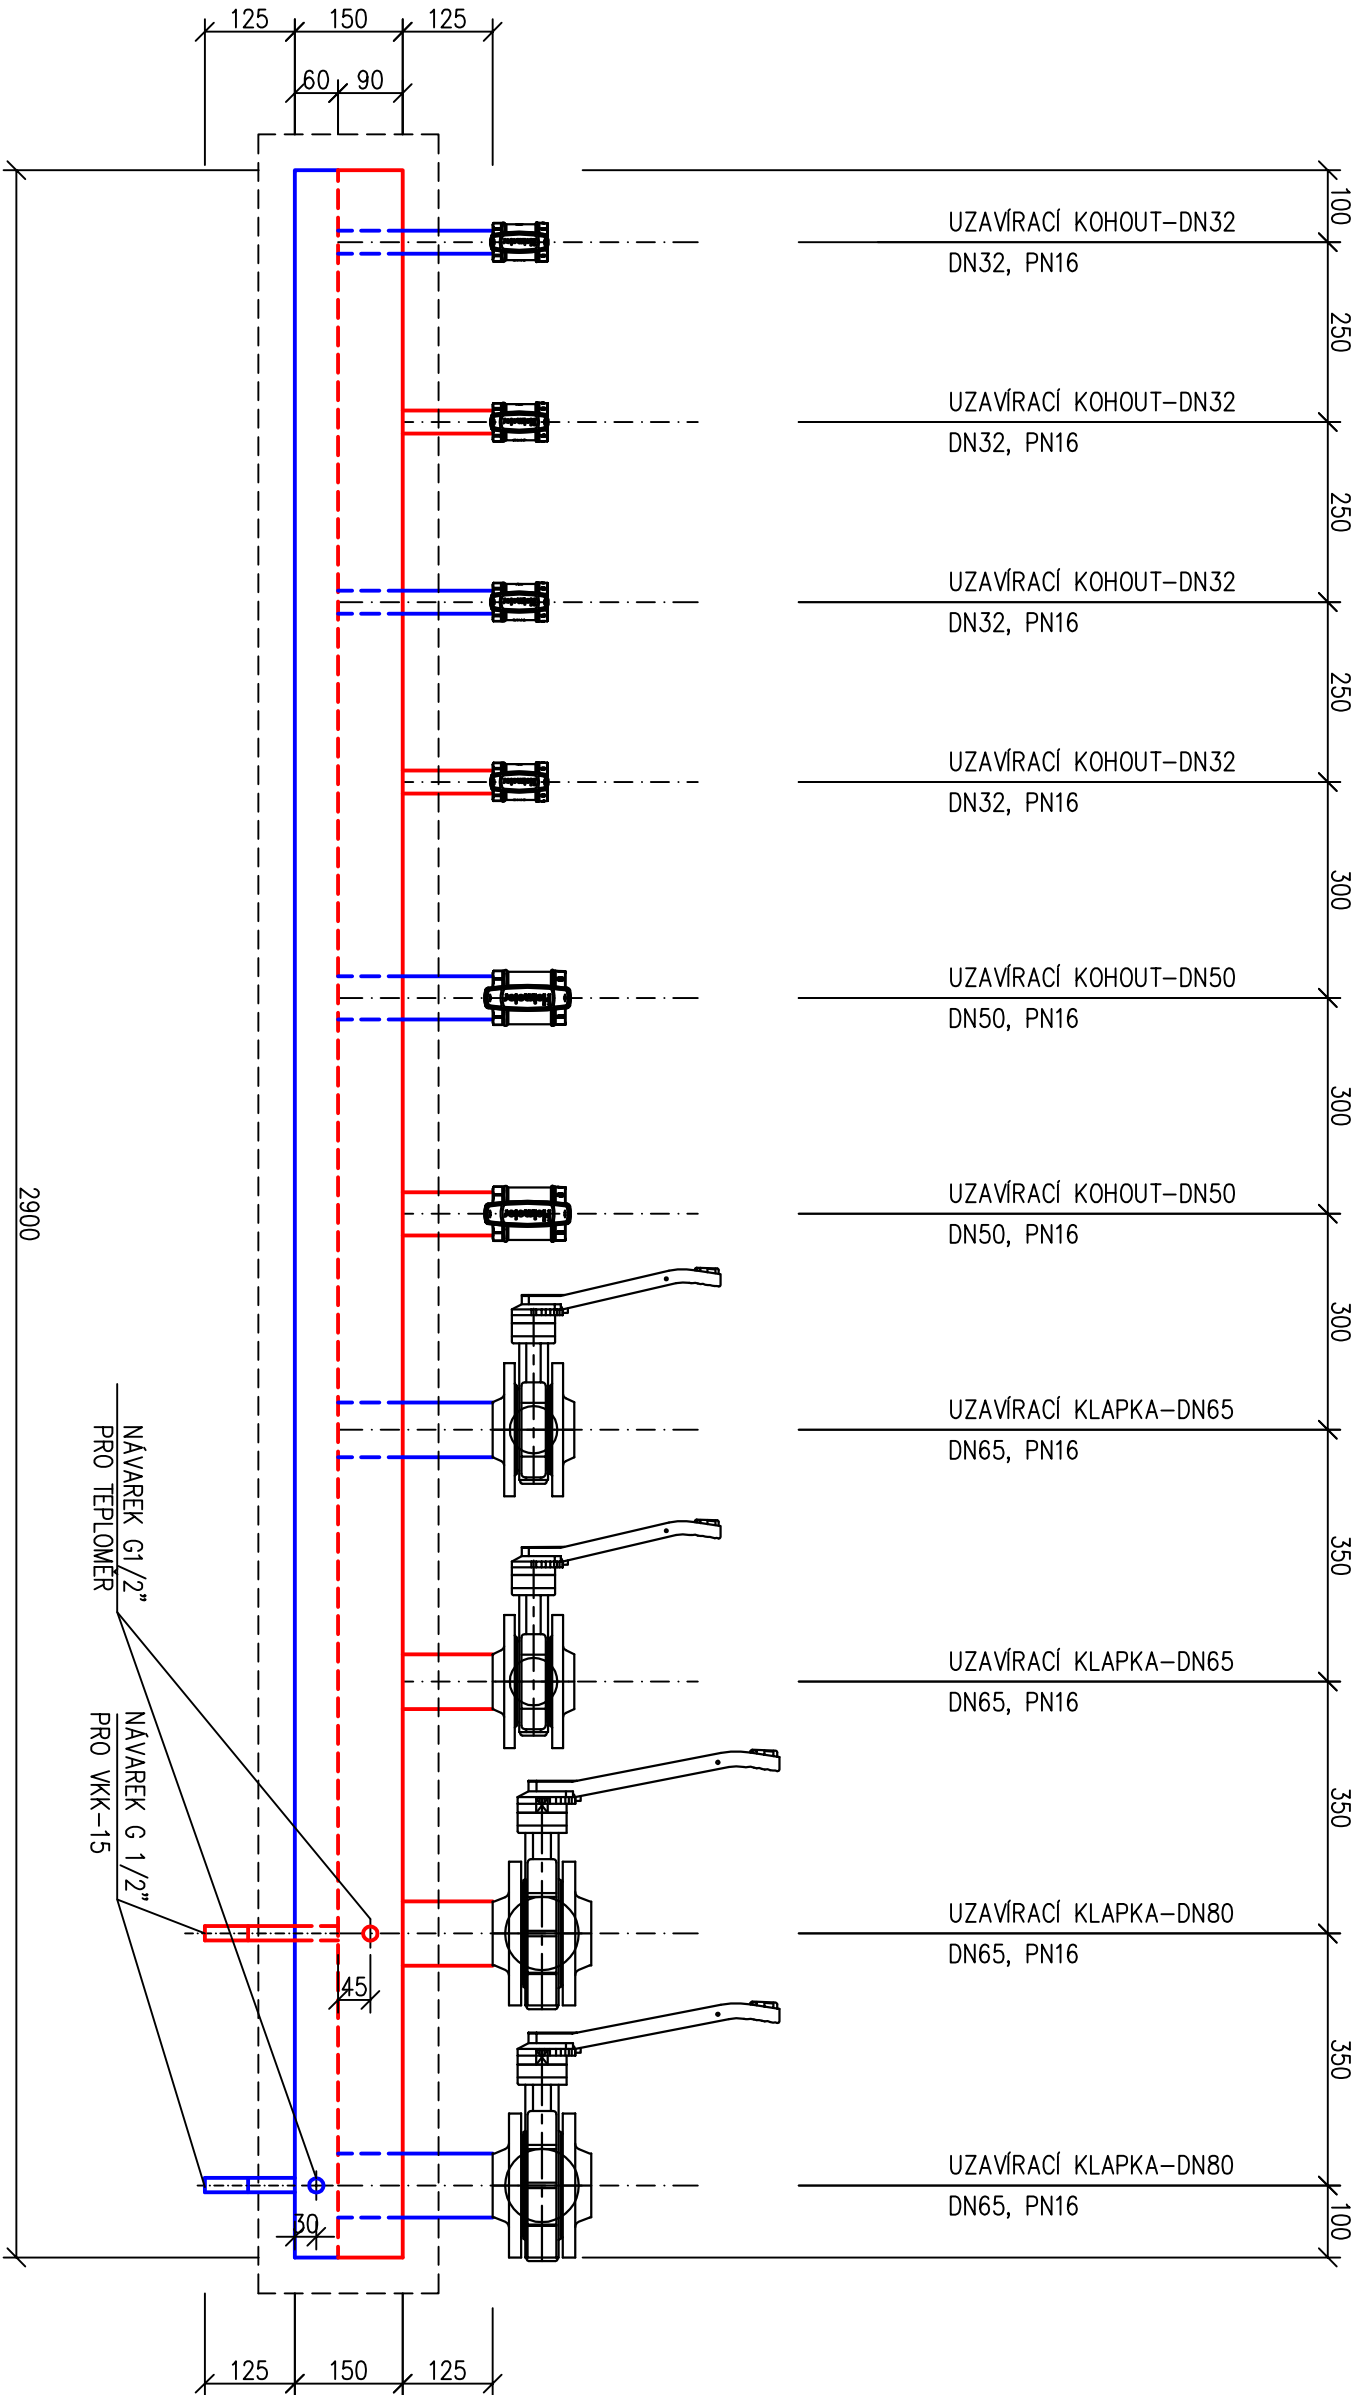 125
150
125
60
90
100
UZAVÍRACÍ KOHOUT-DN32
DN32, PN16
250
UZAVÍRACÍ KOHOUT-DN32
DN32, PN16
250
UZAVÍRACÍ KOHOUT-DN32
DN32, PN16
250
UZAVÍRACÍ KOHOUT-DN32
DN32, PN16
300
UZAVÍRACÍ KOHOUT-DN50
DN50, PN16
300
UZAVÍRACÍ KOHOUT-DN50
DN50, PN16
2900
300
UZAVÍRACÍ KLAPKA-DN65
DN65, PN16
350
UZAVÍRACÍ KLAPKA-DN65
DN65, PN16
350
UZAVÍRACÍ KLAPKA-DN80
DN65, PN16
350
UZAVÍRACÍ KLAPKA-DN80
DN65, PN16
100
NÁVAREK G1/2"
PRO TEPLOMĚR
NÁVAREK G 1/2"
PRO VKK-15
45
30
125
150
125